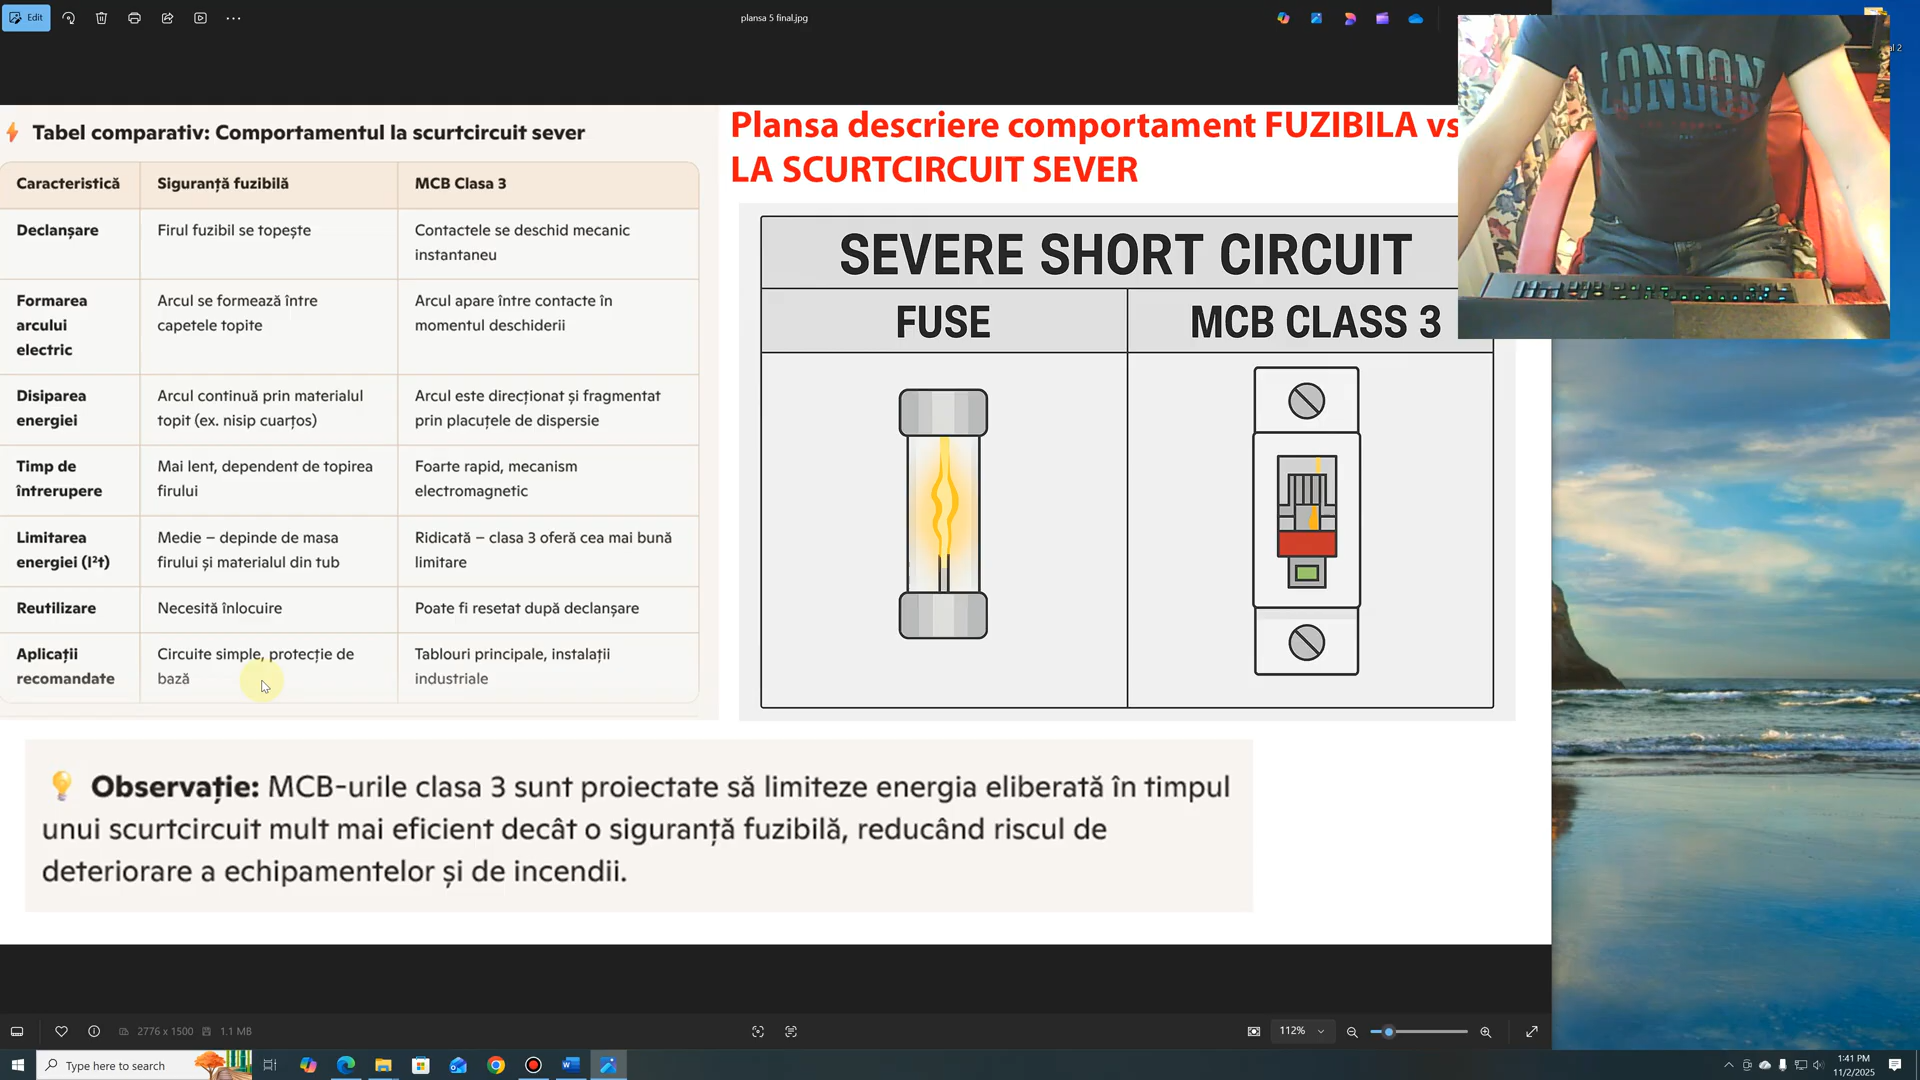 Edit
plansa 5 final.jpg
al 2
Tabel comparativ: Comportamentul la scurtcircuit sever
Caracteristică Siguranță fuzibilă MCB Clasa 3
Declanșare Firul fuzibil se topește Contactele se deschid mecanic
instantaneu
Formarea Arcul se formează între Arcul apare între contacte în
arcului capetele topite momentul deschiderii
electric
Disiparea Arcul continuă prin materialul Arcul este direcționat și fragmentat
energiei topit (ex. nisip cuarțos) prin placuțele de dispersie
Timp de Mai lent, dependent de topirea Foarte rapid, mecanism
întrerupere firului electromagnetic
Limitarea Medie – depinde de masa Ridicată – clasa 3 oferă cea mai bună
energiei (I²t) firului și materialul din tub limitare
Reutilizare Necesită înlocuire Poate fi resetat după declanșare
Aplicații Circuite simple, protecție de Tablouri principale, instalații
recomandate bază industriale
Plansa descriere comportament FUZIBILA vs
LA SCURTCIRCUIT SEVER
SEVERE SHORT CIRCUIT
FUSE MCB CLASS 3
LONDON
Observație: MCB-urile clasa 3 sunt proiectate să limiteze energia eliberată în timpul
unui scurtcircuit mult mai eficient decât o siguranță fuzibilă, reducând riscul de
deteriorare a echipamentelor și de incendii.
2776 x 1500 1.1 MB
112%
Type here to search
1:41 PM
11/2/2025